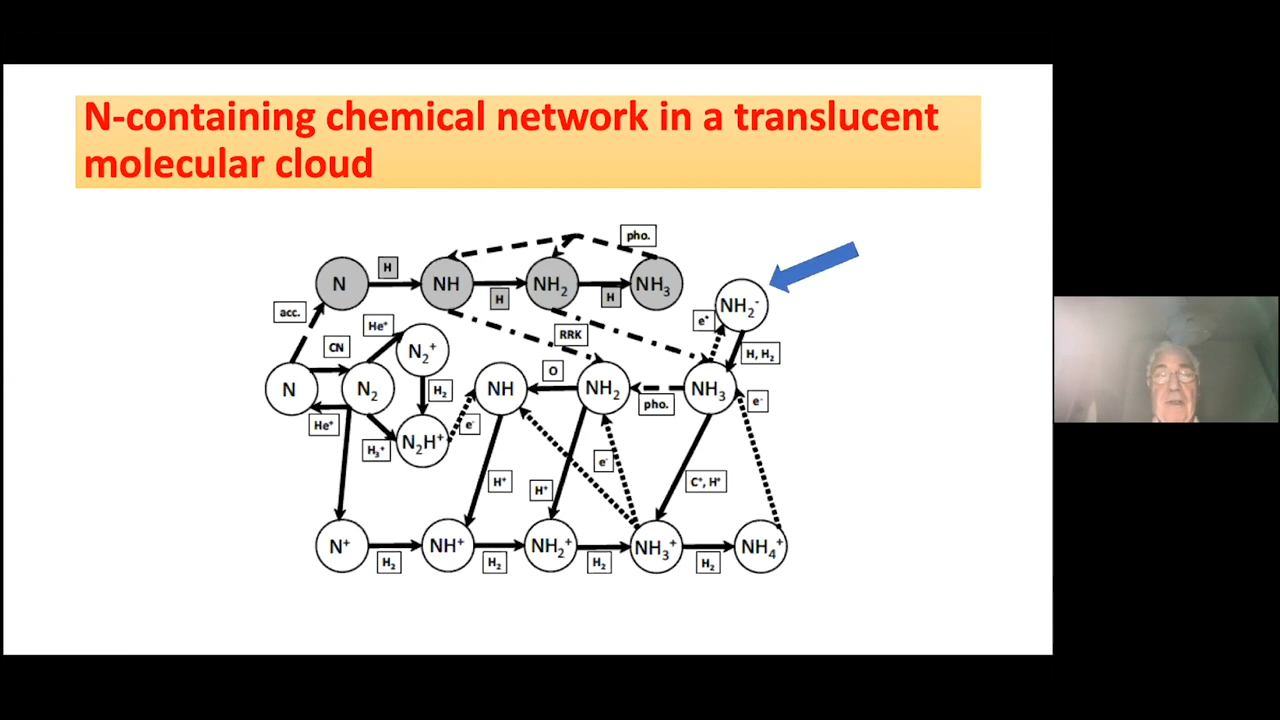 N-containing chemical network in a translucent
molecular cloud
pho.
H
N
NH
NH₂
NH₃
H
H
NH₂⁻
acc.
He⁺
RRK
e⁺
CN
N₂⁺
O
H, H₂
N
N₂
H₂
NH
NH₂
NH₃
pho.
e⁻
He⁺
e⁻
H₃⁺
N₂H⁺
e⁻
H⁺
H⁺
C⁺, H⁺
N⁺
NH⁺
NH₂⁺
NH₃⁺
NH₄⁺
H₂
H₂
H₂
H₂